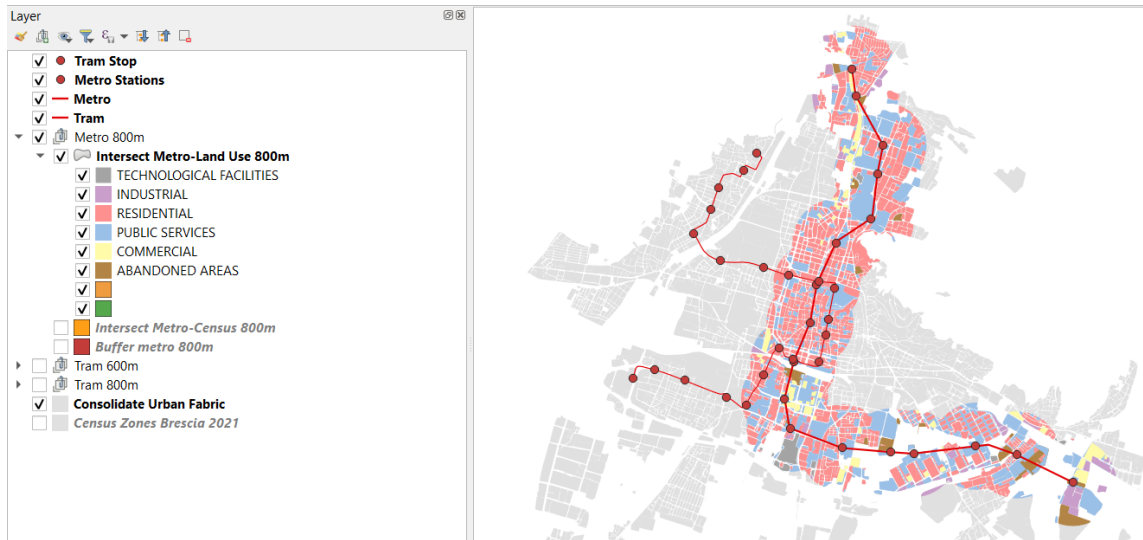 Layer
Tram Stop
Metro Stations
Metro
Tram
Metro 800m
Intersect Metro-Land Use 800m
TECHNOLOGICAL FACILITIES
INDUSTRIAL
RESIDENTIAL
PUBLIC SERVICES
COMMERCIAL
ABANDONED AREAS
Intersect Metro-Census 800m
Buffer metro 800m
Tram 600m
Tram 800m
Consolidate Urban Fabric
Census Zones Brescia 2021